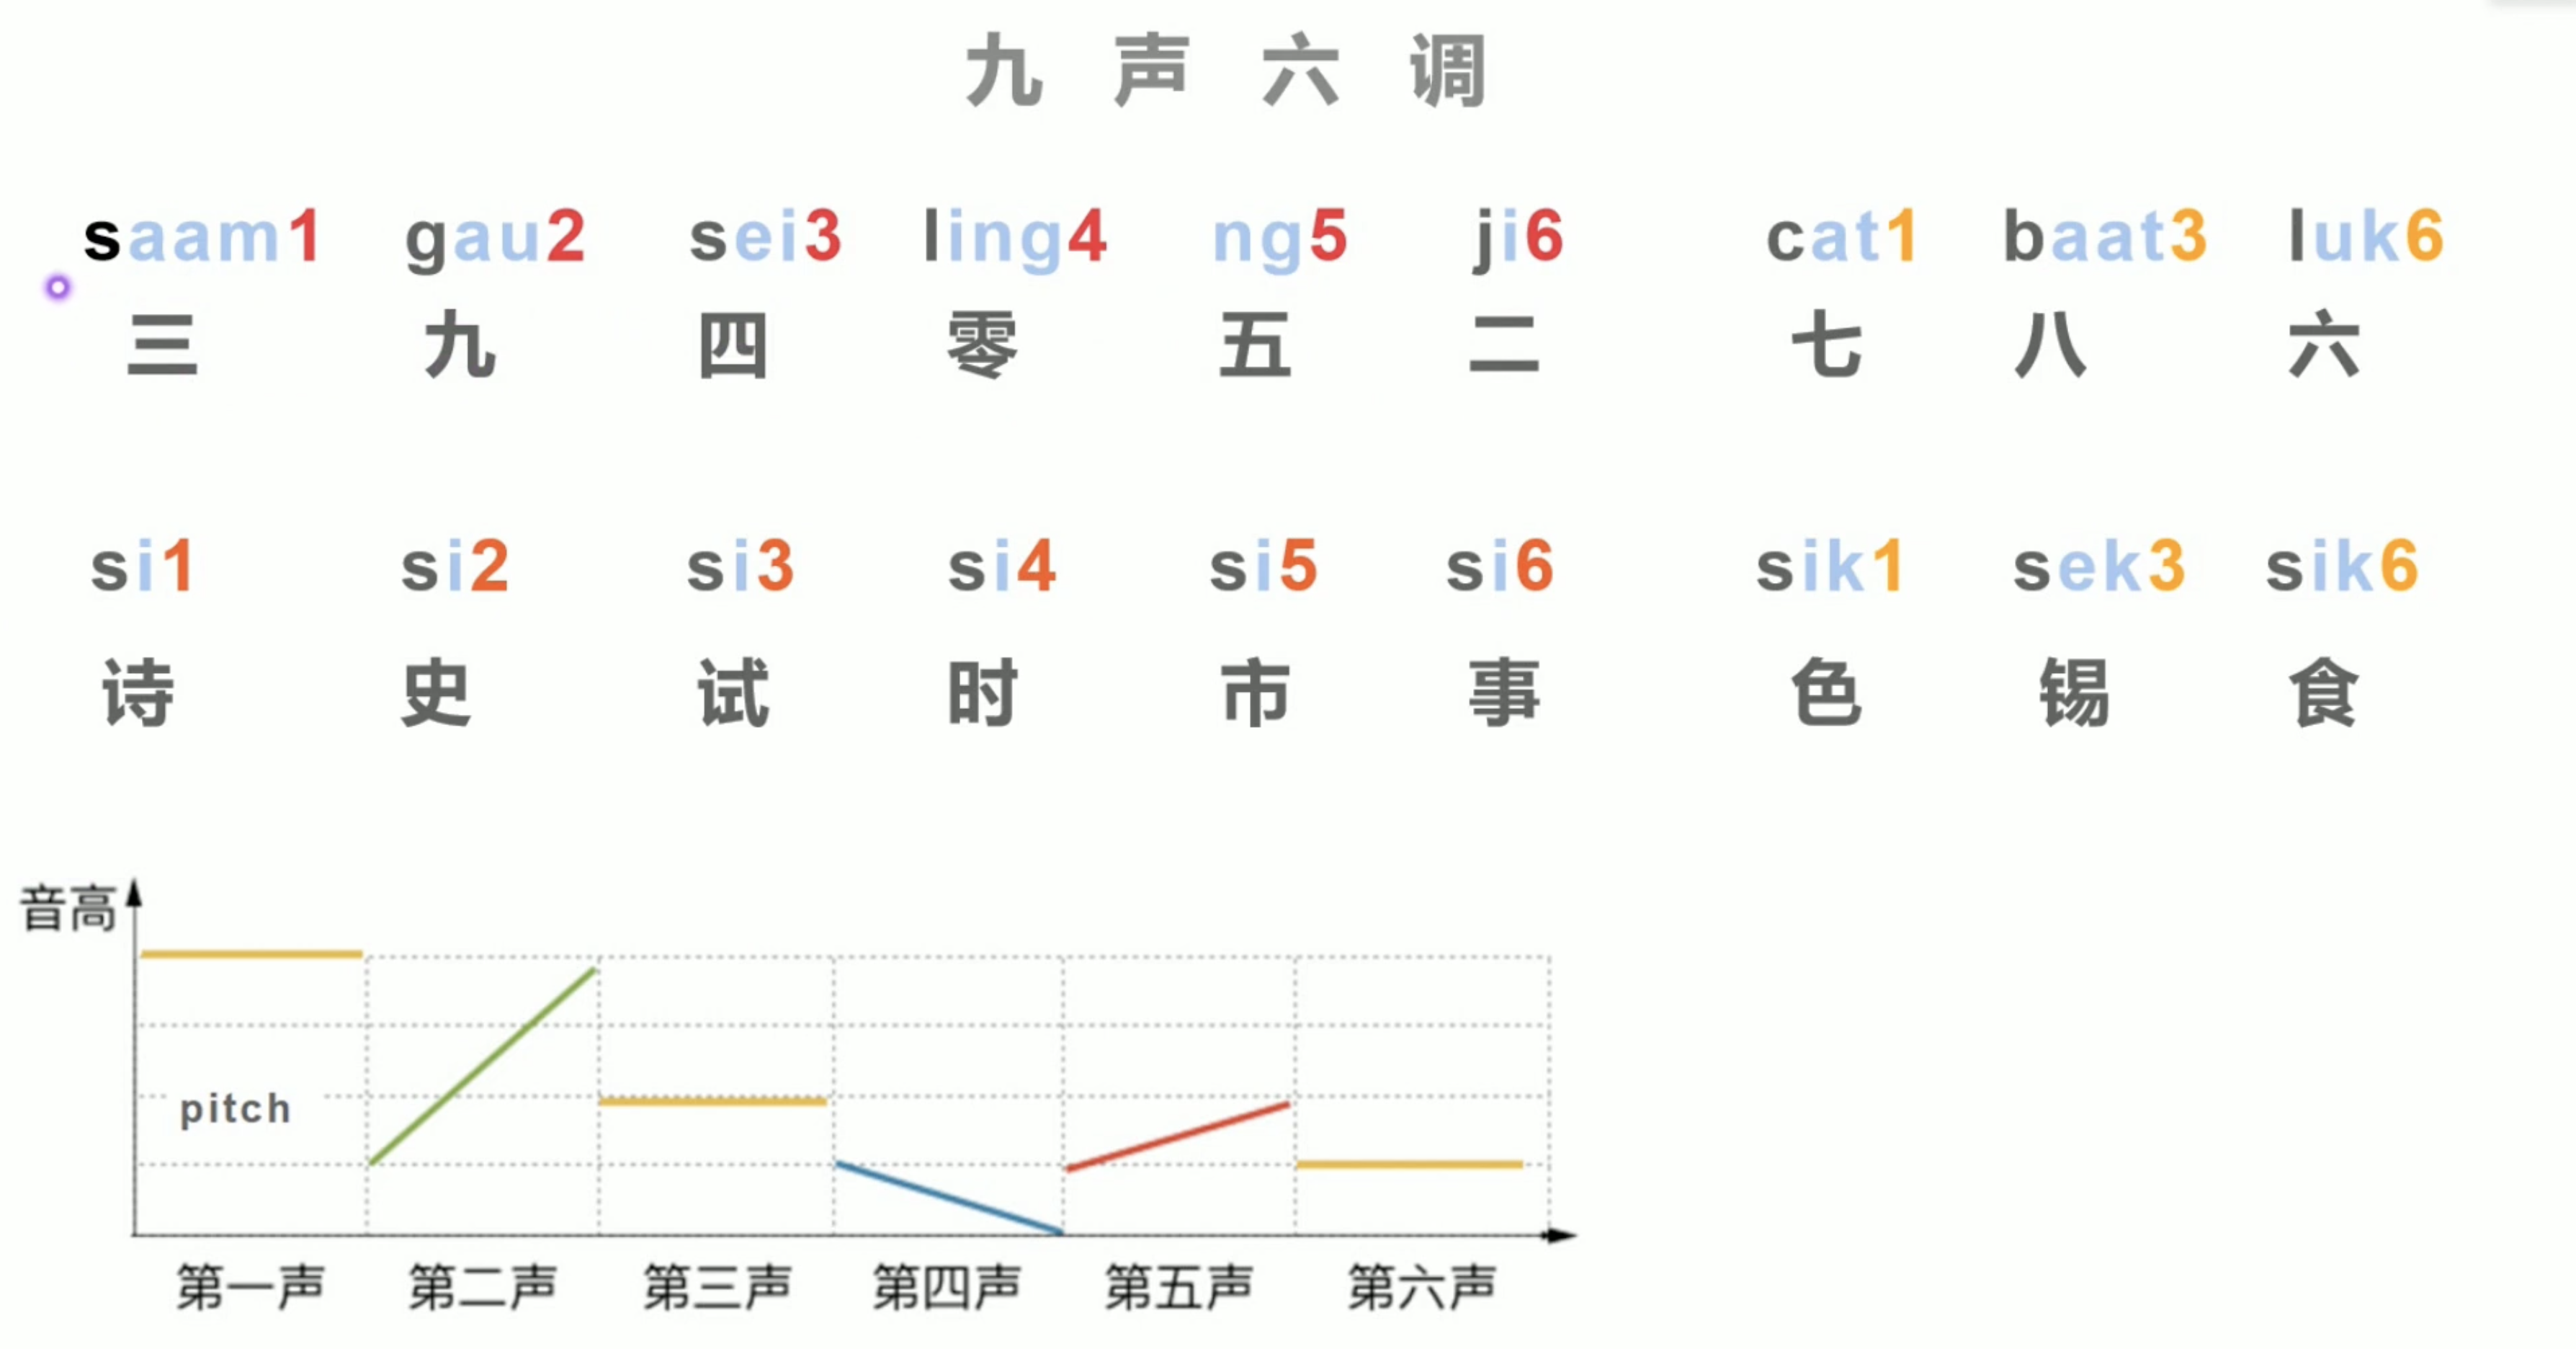 九 声 六 调
saam1 gau2 sei3 ling4 ng5 ji6 cat1 baat3 luk6
三 九 四 零 五 二 七 八 六
si1 si2 si3 si4 si5 si6 sik1 sek3 sik6
诗 史 试 时 市 事 色 锡 食
音高
pitch
第一声 第二声 第三声 第四声 第五声 第六声